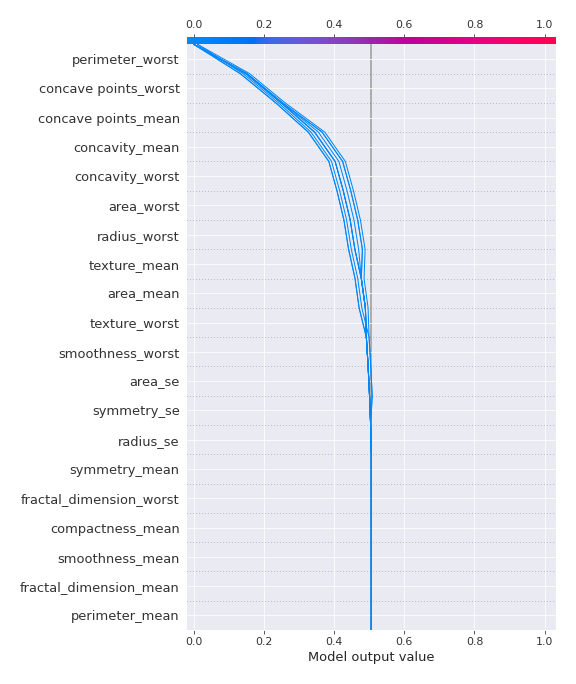 0.0 0.2 0.4 0.6 0.8 1.0
perimeter_worst
concave points_worst
concave points_mean
concavity_mean
concavity_worst
area_worst
radius_worst
texture_mean
area_mean
texture_worst
smoothness_worst
area_se
symmetry_se
radius_se
symmetry_mean
fractal_dimension_worst
compactness_mean
smoothness_mean
fractal_dimension_mean
perimeter_mean
0.0 0.2 0.4 0.6 0.8 1.0
Model output value